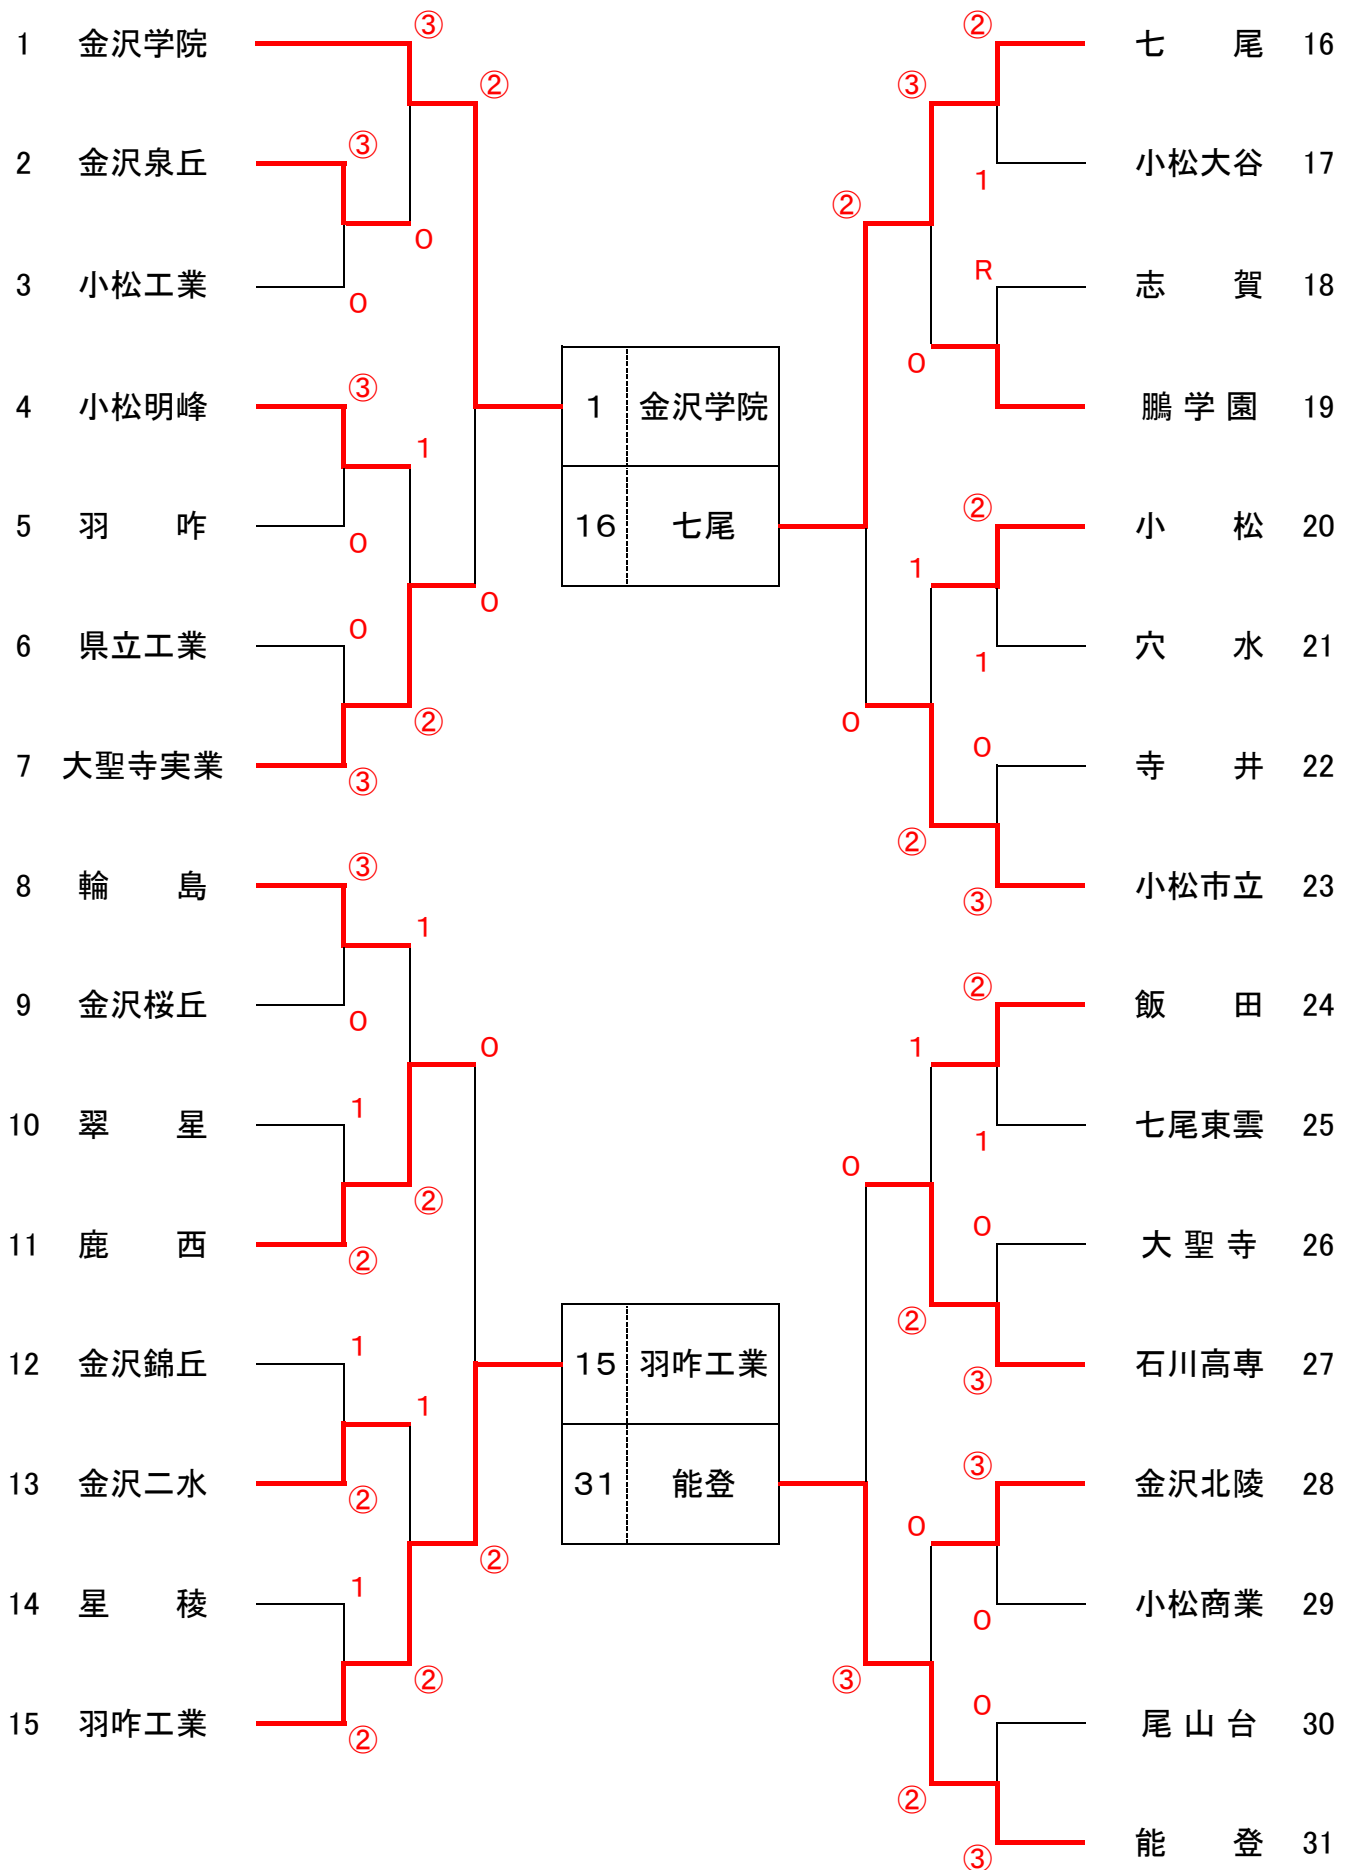 ③ ②
1 金沢学院 七 尾 16
② ③
③
2 金沢泉丘 小松大谷 17
1
②
0
R
3 小松工業 志 賀 18
0
0
③
4 小松明峰 1 金沢学院 鵬学園 19
1
②
5 羽 咋 16 七尾 小 松 20
0
1
0
0
6 県立工業 穴 水 21
1
② 0
0
7 大聖寺実業 寺 井 22
③
②
③
8 輪 島 小松市立 23
③
1
②
9 金沢桜丘 飯 田 24
0
0 1
1
10 翠 星 七尾東雲 25
1
0
②
0
11 鹿 西 大聖寺 26
②
②
1
12 金沢錦丘 15 羽咋工業 石川高専 27
③
1
③
13 金沢二水 31 能登 金沢北陵 28
②
0
②
1
14 星 稜 小松商業 29
0
② ③
0
15 羽咋工業 尾山台 30
②
②
能 登 31
③